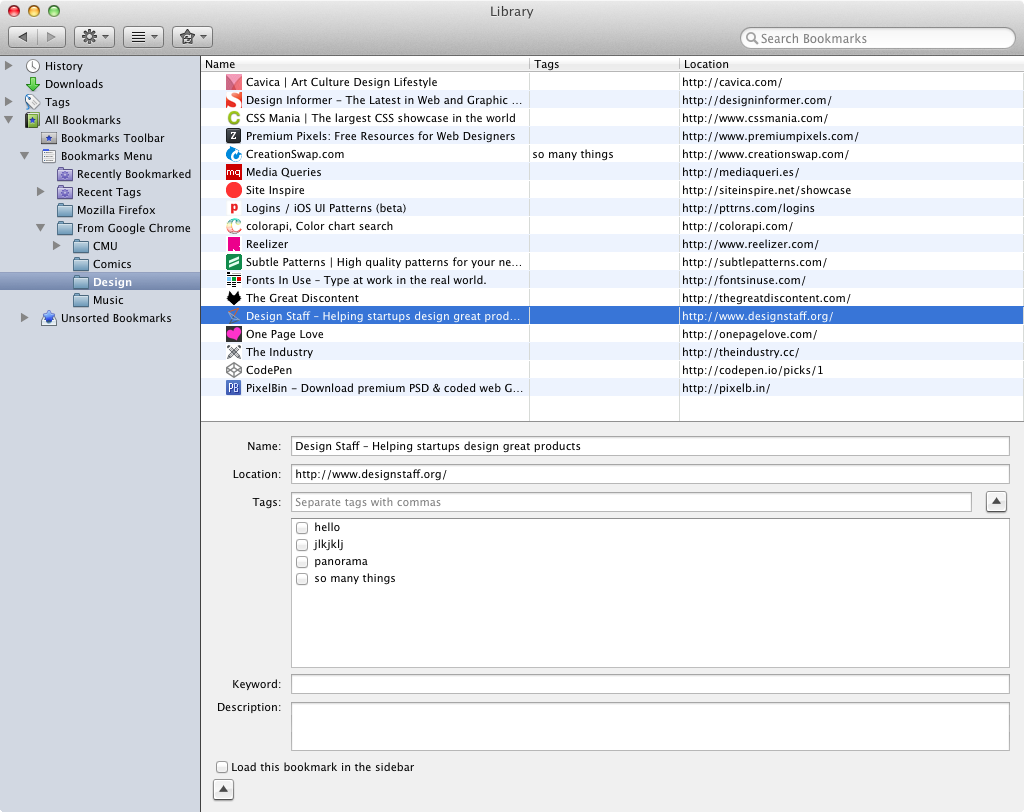 Library
Search Bookmarks
History
Downloads
Tags
All Bookmarks
Bookmarks Toolbar
Bookmarks Menu
Recently Bookmarked
Recent Tags
Mozilla Firefox
From Google Chrome
CMU
Comics
Design
Music
Unsorted Bookmarks
Name Tags Location
Cavica | Art Culture Design Lifestyle http://cavica.com/
Design Informer – The Latest in Web and Graphic ... http://designinformer.com/
CSS Mania | The largest CSS showcase in the world http://www.cssmania.com/
Z Premium Pixels: Free Resources for Web Designers http://www.premiumpixels.com/
CreationSwap.com so many things http://www.creationswap.com/
mq Media Queries http://mediaqueri.es/
Site Inspire http://siteinspire.net/showcase
p Logins / iOS UI Patterns (beta) http://pttrns.com/logins
colorapi, Color chart search http://colorapi.com/
Reelizer http://www.reelizer.com/
Subtle Patterns | High quality patterns for your ne... http://subtlepatterns.com/
Fonts In Use – Type at work in the real world. http://fontsinuse.com/
The Great Discontent http://thegreatdiscontent.com/
Design Staff – Helping startups design great prod... http://www.designstaff.org/
One Page Love http://onepagelove.com/
The Industry http://theindustry.cc/
CodePen http://codepen.io/picks/1
PB PixelBin – Download premium PSD & coded web G... http://pixelb.in/
Name: Design Staff – Helping startups design great products
Location: http://www.designstaff.org/
Tags: Separate tags with commas
hello
jlkjklj
panorama
so many things
Keyword:
Description:
Load this bookmark in the sidebar